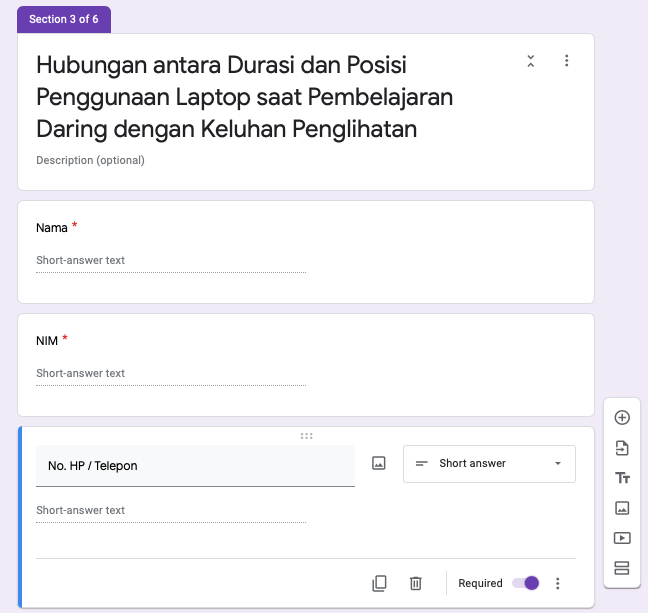 Section 3 of 6
Hubungan antara Durasi dan Posisi
Penggunaan Laptop saat Pembelajaran
Daring dengan Keluhan Penglihatan
Description (optional)
Nama *
Short-answer text
NIM *
Short-answer text
No. HP / Telepon
Short answer
Short-answer text
Required
Tт